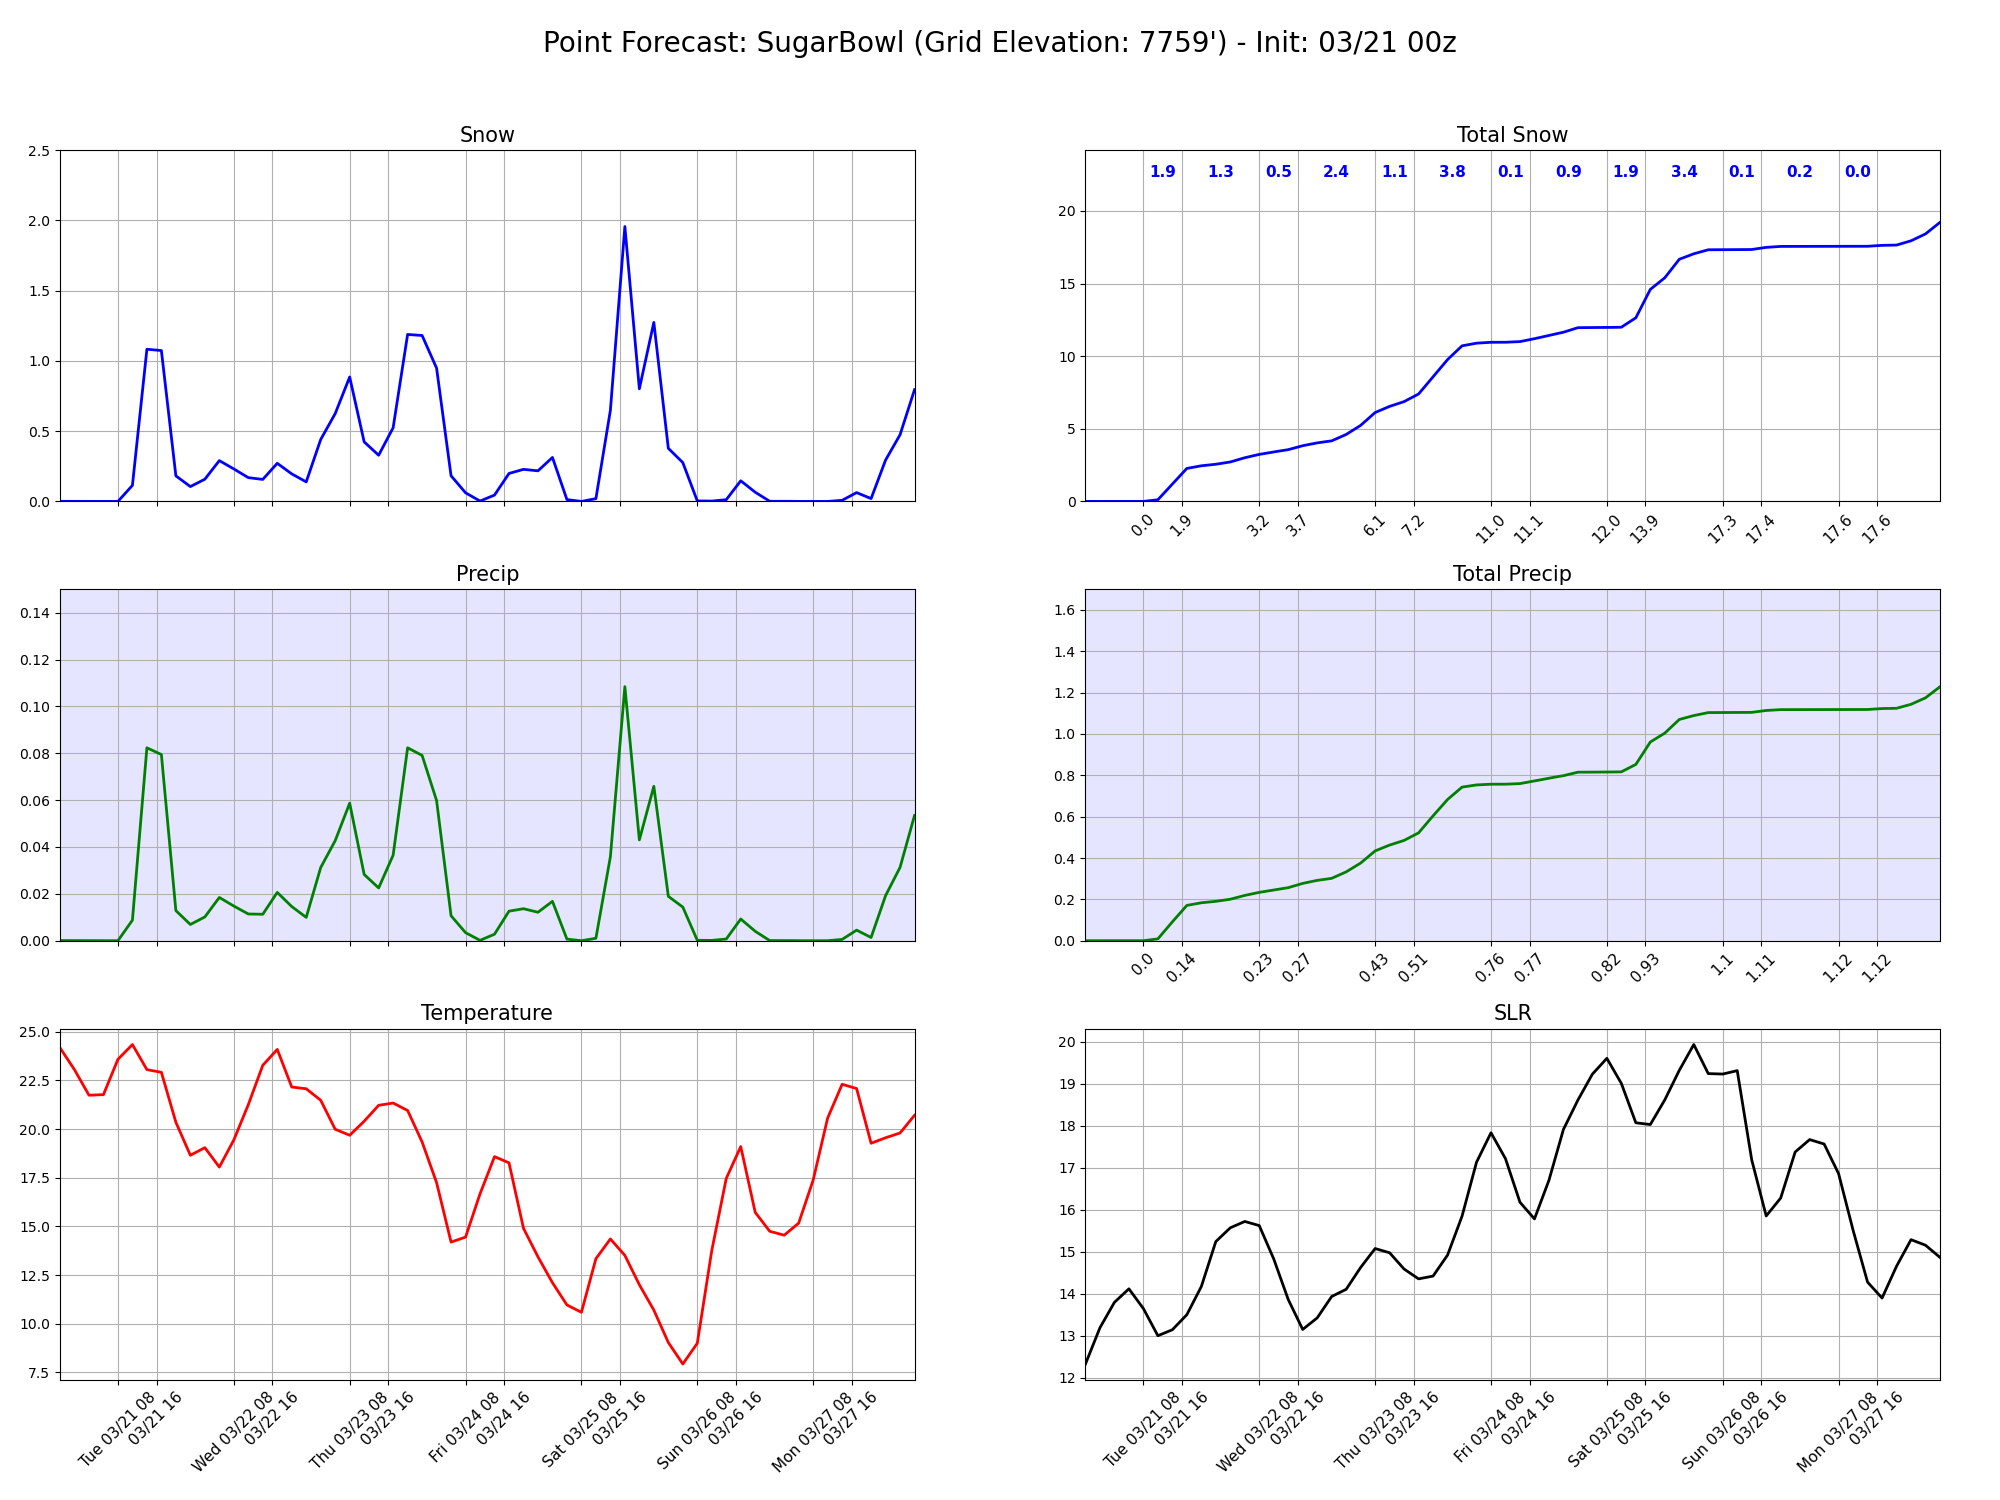 Point Forecast: SugarBowl (Grid Elevation: 7759') - Init: 03/21 00z
Snow
2.5
2.0
1.5
1.0
0.5
0.0
Total Snow
1.9 1.3 0.5 2.4 1.1 3.8 0.1 0.9 1.9 3.4 0.1 0.2 0.0
20
15
10
5
0
0.0 1.9 3.2 3.7 6.1 7.2 11.0 11.1 12.0 13.9 17.3 17.4 17.6 17.6
Precip
0.14
0.12
0.10
0.08
0.06
0.04
0.02
0.00
Total Precip
1.6
1.4
1.2
1.0
0.8
0.6
0.4
0.2
0.0
0.0 0.14 0.23 0.27 0.43 0.51 0.76 0.77 0.82 0.93 1.1 1.11 1.12 1.12
Temperature
25.0
22.5
20.0
17.5
15.0
12.5
10.0
7.5
Tue 03/21 08
03/21 16
Wed 03/22 08
03/22 16
Thu 03/23 08
03/23 16
Fri 03/24 08
03/24 16
Sat 03/25 08
03/25 16
Sun 03/26 08
03/26 16
Mon 03/27 08
03/27 16
SLR
20
19
18
17
16
15
14
13
12
Tue 03/21 08
03/21 16
Wed 03/22 08
03/22 16
Thu 03/23 08
03/23 16
Fri 03/24 08
03/24 16
Sat 03/25 08
03/25 16
Sun 03/26 08
03/26 16
Mon 03/27 08
03/27 16